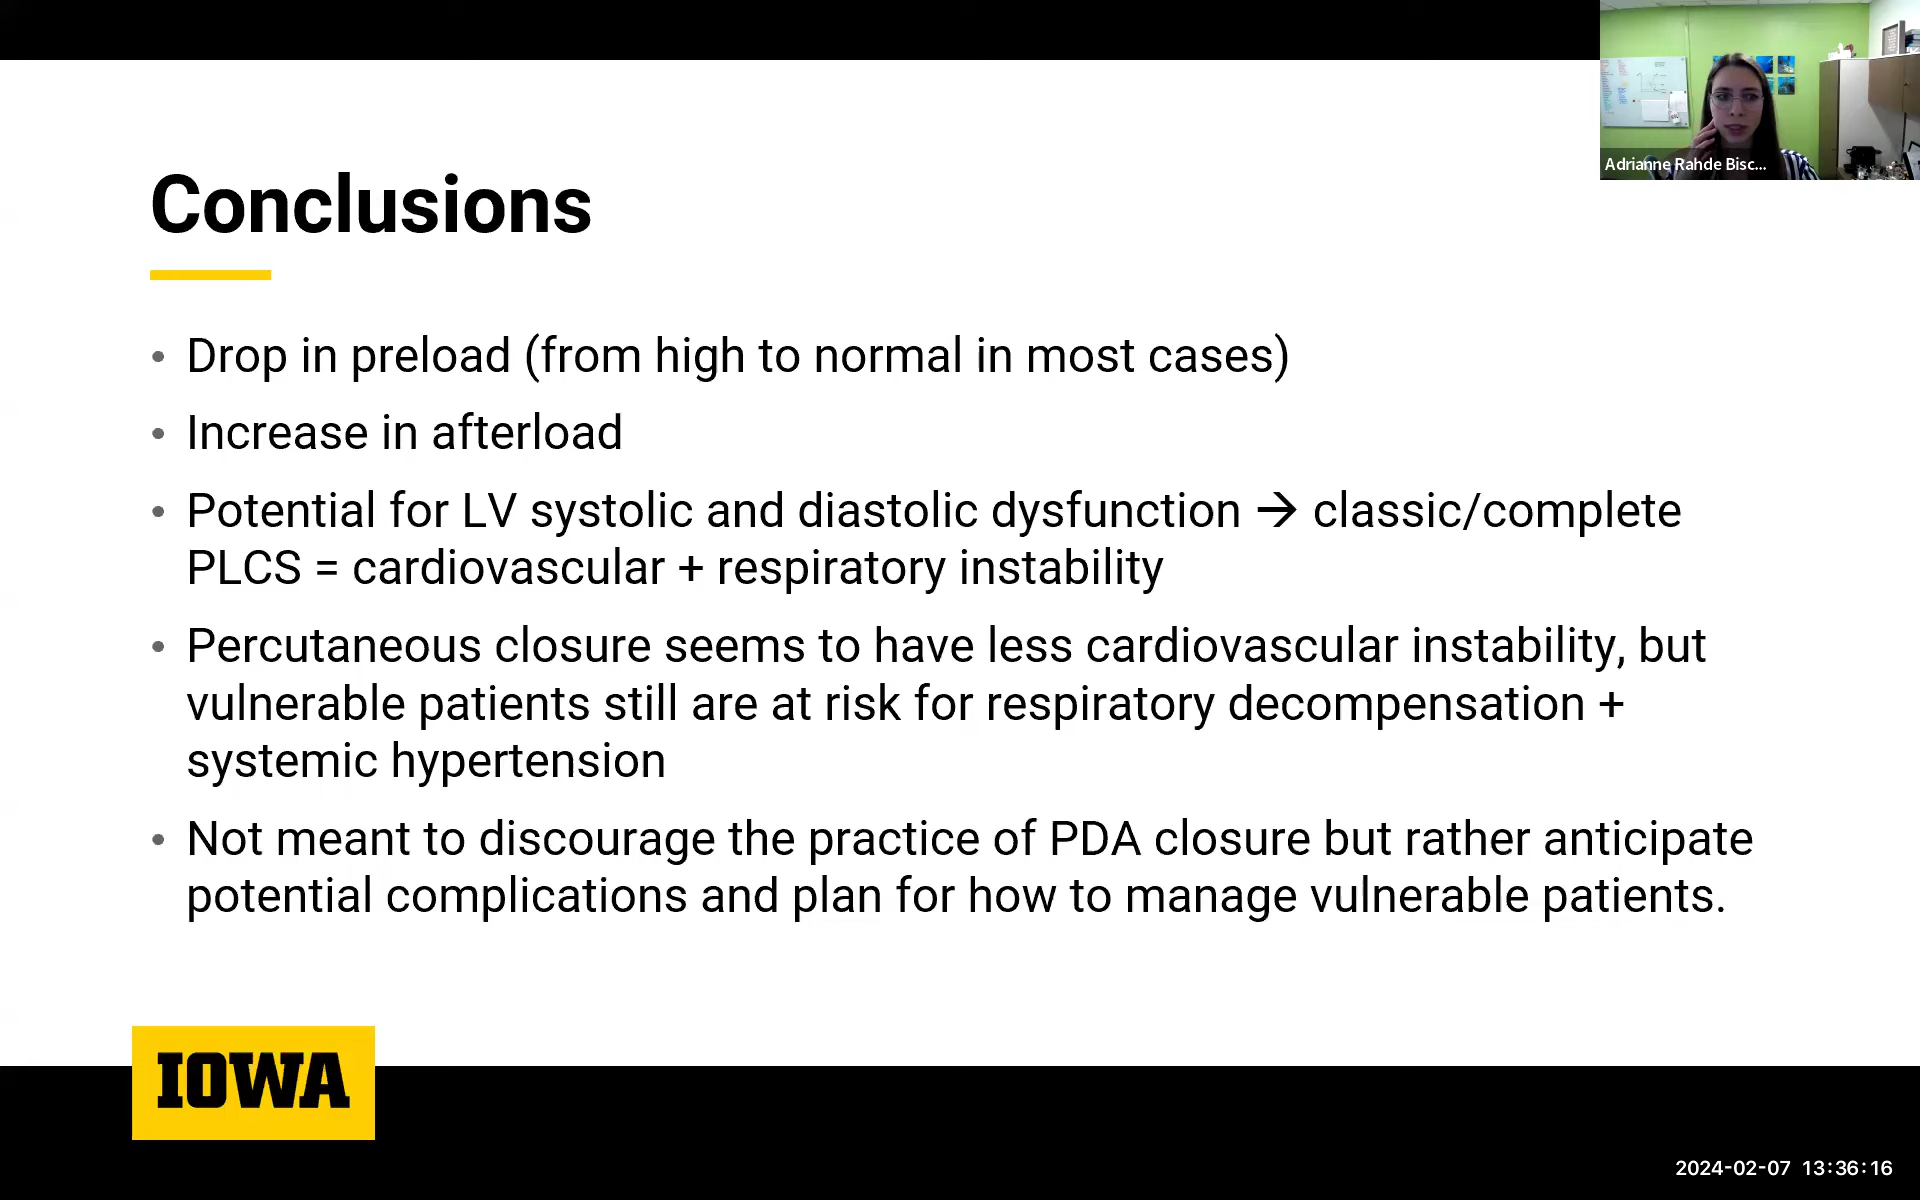 Adrianne Rahde Bisc...
Conclusions
• Drop in preload (from high to normal in most cases)
• Increase in afterload
• Potential for LV systolic and diastolic dysfunction → classic/complete
PLCS = cardiovascular + respiratory instability
• Percutaneous closure seems to have less cardiovascular instability, but
vulnerable patients still are at risk for respiratory decompensation +
systemic hypertension
• Not meant to discourage the practice of PDA closure but rather anticipate
potential complications and plan for how to manage vulnerable patients.
IOWA
2024-02-07 13:36:16